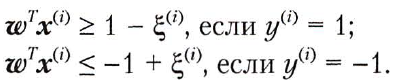 𝒘ᵀ𝒙⁽ⁱ⁾ ≥ 1 − ξ⁽ⁱ⁾, если y⁽ⁱ⁾ = 1;
𝒘ᵀ𝒙⁽ⁱ⁾ ≤ −1 + ξ⁽ⁱ⁾, если y⁽ⁱ⁾ = −1.